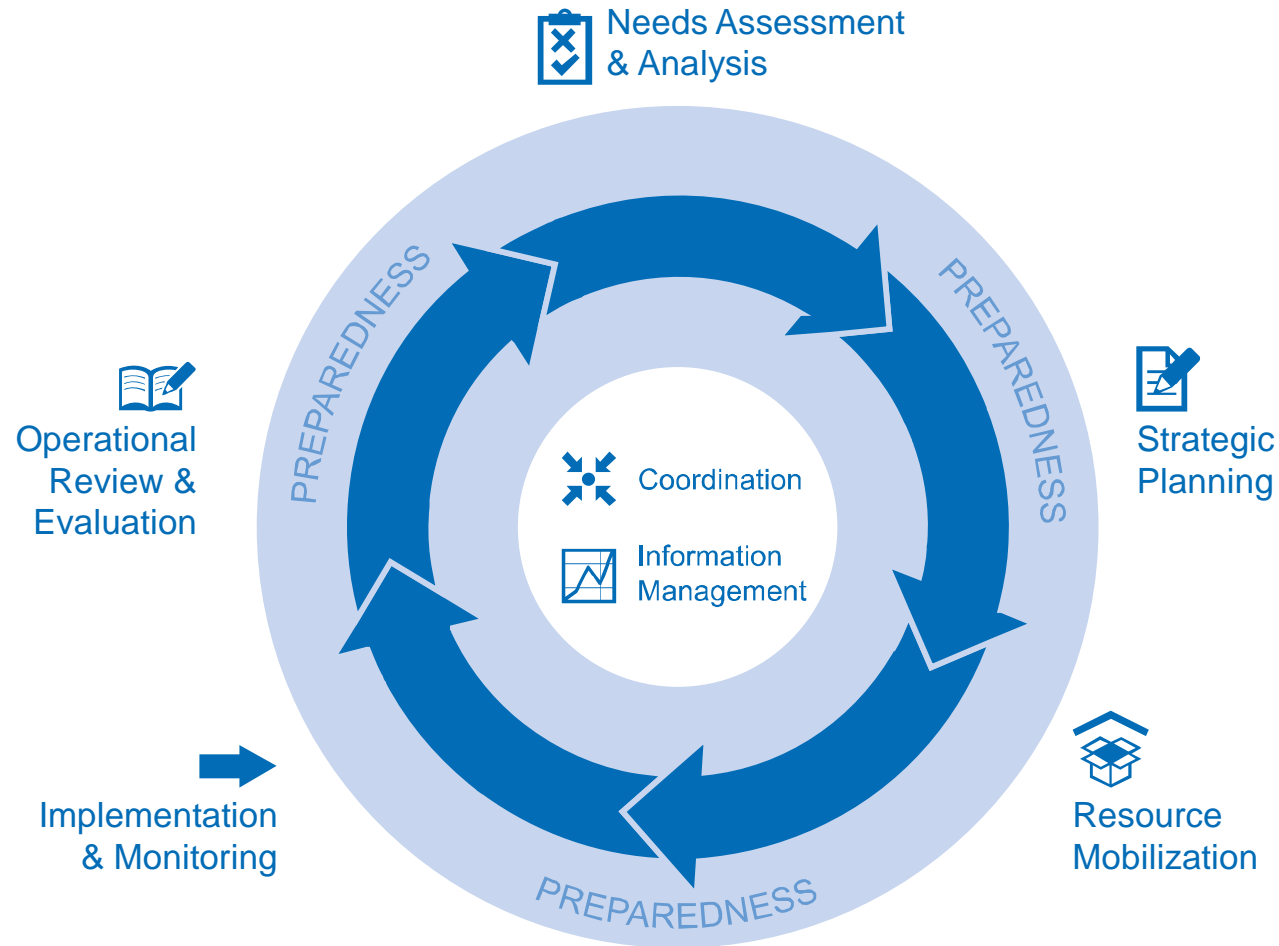 Needs Assessment
& Analysis
PREPAREDNESS
PREPAREDNESS
Strategic
Planning
Operational
Review &
Evaluation
Coordination
Information
Management
Resource
Mobilization
Implementation
& Monitoring
PREPAREDNESS